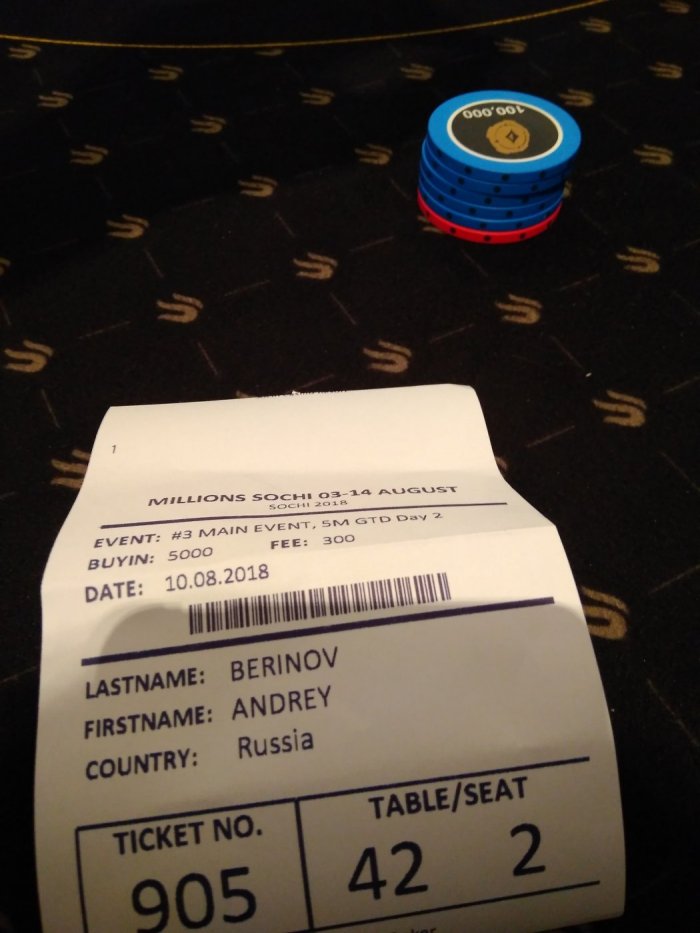 100,000
1
MILLIONS SOCHI 03-14 AUGUST
SOCHI 2018
EVENT: #3 MAIN EVENT, 5M GTD Day 2
BUYIN: 5000 FEE: 300
DATE: 10.08.2018
LASTNAME: BERINOV
FIRSTNAME: ANDREY
COUNTRY: Russia
TICKET NO. TABLE/SEAT
905 42 2